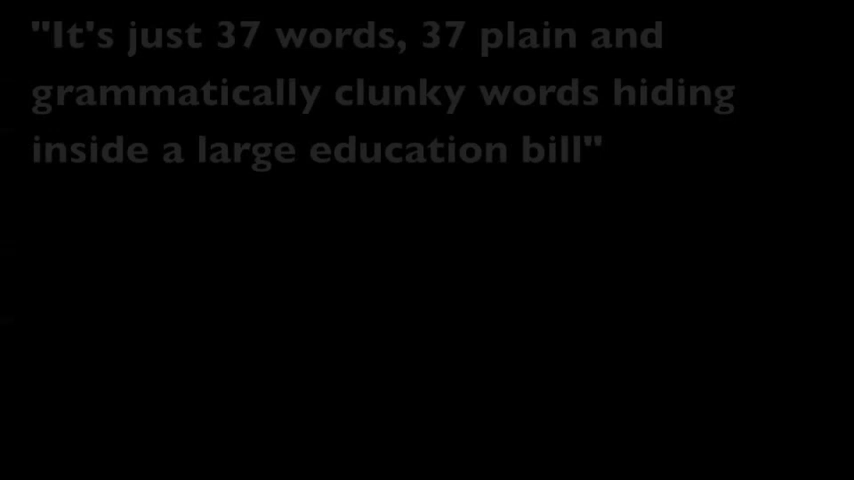 "It's just 37 words, 37 plain and
grammatically clunky words hiding
inside a large education bill"